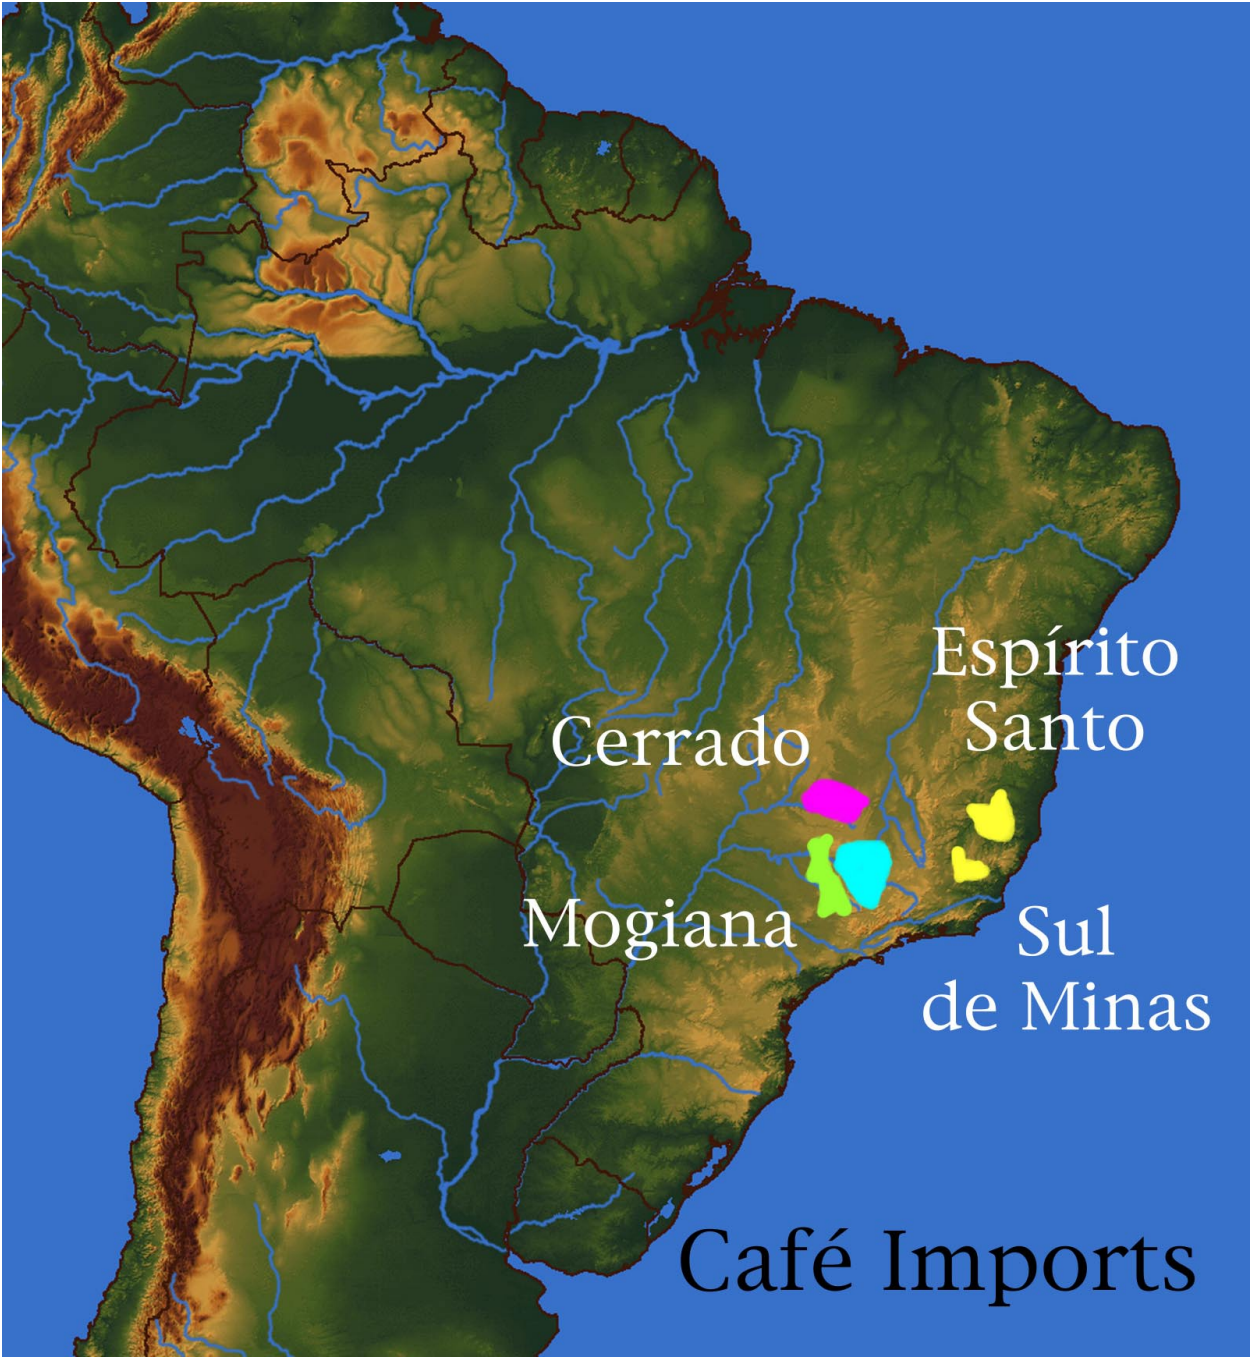 Espírito
Santo
Cerrado
Mogiana
Sul
de Minas
Café Imports